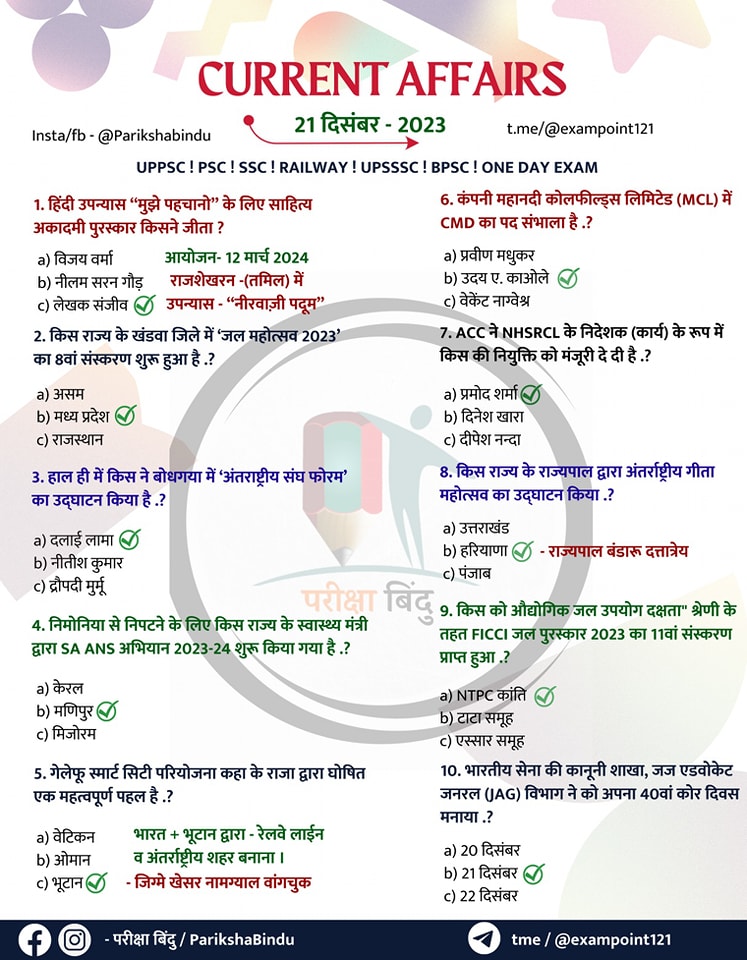 CURRENT AFFAIRS
Insta/fb - @Parikshabindu
21 दिसंबर - 2023
t.me/@exampoint121
UPPSC ! PSC ! SSC ! RAILWAY ! UPSSSC ! BPSC ! ONE DAY EXAM
1. हिंदी उपन्यास “मुझे पहचानो” के लिए साहित्य
अकादमी पुरस्कार किसने जीता ?
a) विजय वर्मा
आयोजन- 12 मार्च 2024
b) नीलम सरन गौड़
राजशेखरन -(तमिल) में
c) लेखक संजीव
उपन्यास - “नीरवाज़ी पदूम”
2. किस राज्य के खंडवा जिले में ‘जल महोत्सव 2023’
का 8वां संस्करण शुरू हुआ है .?
a) असम
b) मध्य प्रदेश
c) राजस्थान
3. हाल ही में किस ने बोधगया में ‘अंतराष्ट्रीय संघ फोरम’
का उद्घाटन किया है .?
a) दलाई लामा
b) नीतीश कुमार
c) द्रौपदी मुर्मू
4. निमोनिया से निपटने के लिए किस राज्य के स्वास्थ्य मंत्री
द्वारा SA ANS अभियान 2023-24 शुरू किया गया है .?
a) केरल
b) मणिपुर
c) मिजोरम
5. गेलेफू स्मार्ट सिटी परियोजना कहा के राजा द्वारा घोषित
एक महत्वपूर्ण पहल है .?
a) वेटिकन
भारत + भूटान द्वारा - रेलवे लाईन
b) ओमान
व अंतर्राष्ट्रीय शहर बनाना ।
c) भूटान
- जिग्मे खेसर नामग्याल वांगचुक
6. कंपनी महानदी कोलफील्ड्स लिमिटेड (MCL) में
CMD का पद संभाला है .?
a) प्रवीण मधुकर
b) उदय ए. काओले
c) वेकेंट नाग्वेश्र
7. ACC ने NHSRCL के निदेशक (कार्य) के रूप में
किस की नियुक्ति को मंजूरी दे दी है .?
a) प्रमोद शर्मा
b) दिनेश खारा
c) दीपेश नन्दा
8. किस राज्य के राज्यपाल द्वारा अंतर्राष्ट्रीय गीता
महोत्सव का उद्घाटन किया .?
a) उत्तराखंड
b) हरियाणा - राज्यपाल बंडारू दत्तात्रेय
c) पंजाब
9. किस को औद्योगिक जल उपयोग दक्षता" श्रेणी के
तहत FICCI जल पुरस्कार 2023 का 11वां संस्करण
प्राप्त हुआ .?
a) NTPC कांति
b) टाटा समूह
c) एस्सार समूह
10. भारतीय सेना की कानूनी शाखा, जज एडवोकेट
जनरल (JAG) विभाग ने को अपना 40वां कोर दिवस
मनाया .?
a) 20 दिसंबर
b) 21 दिसंबर
c) 22 दिसंबर
परीक्षा बिंदु
- परीक्षा बिंदु / ParikshaBindu
tme / @exampoint121